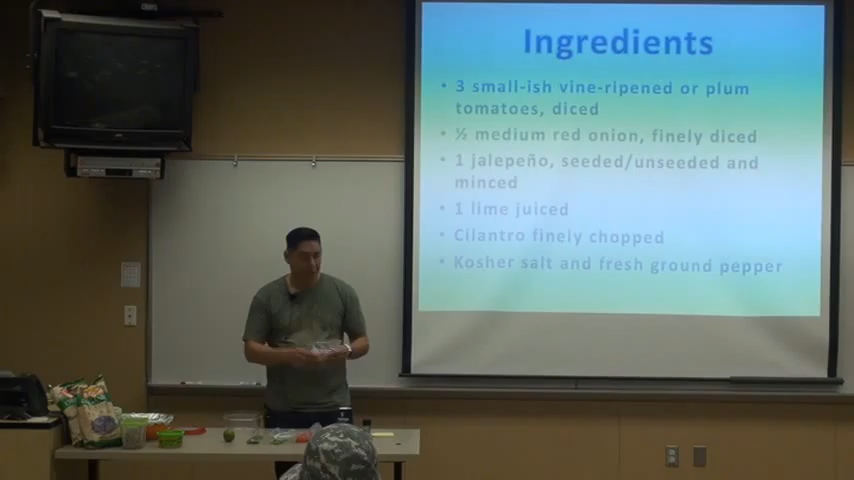 Ingredients
• 3 small-ish vine-ripened or plum
tomatoes, diced
• ½ medium red onion, finely diced
• 1 jalepeño, seeded/unseeded and
minced
• 1 lime juiced
• Cilantro finely chopped
• Kosher salt and fresh ground pepper